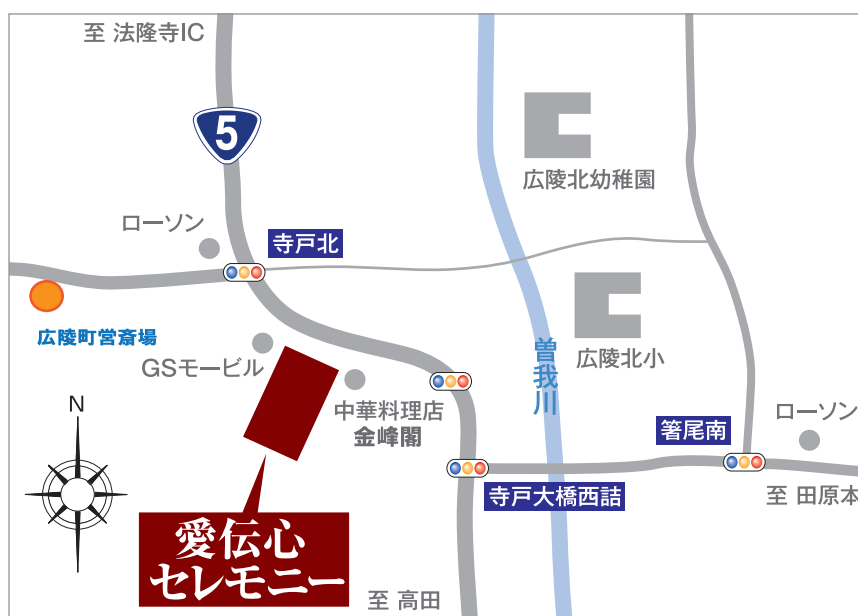 至 法隆寺IC
5
広陵北幼稚園
ローソン
寺戸北
広陵町営斎場
GSモービル
中華料理店
金峰閣
曽我川
広陵北小
箸尾南
ローソン
至 田原本
寺戸大橋西詰
N
愛伝心
セレモニー
至 高田